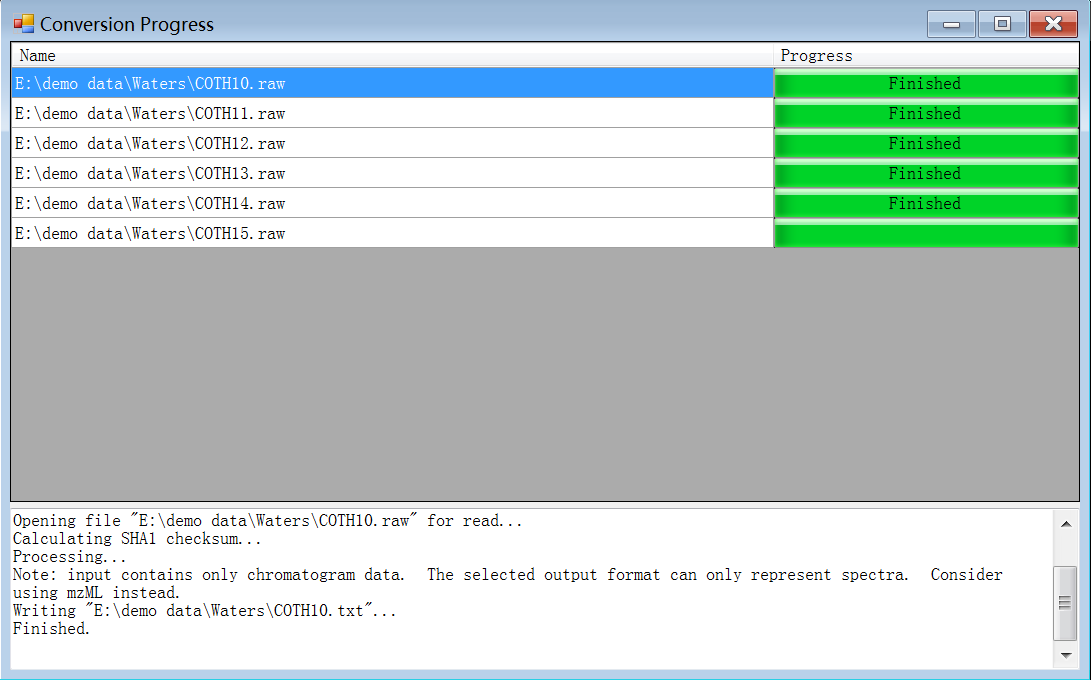 Conversion Progress
Name Progress
E:\demo data\Waters\COTH10.raw Finished
E:\demo data\Waters\COTH11.raw Finished
E:\demo data\Waters\COTH12.raw Finished
E:\demo data\Waters\COTH13.raw Finished
E:\demo data\Waters\COTH14.raw Finished
E:\demo data\Waters\COTH15.raw
Opening file "E:\demo data\Waters\COTH10.raw" for read...
Calculating SHA1 checksum...
Processing...
Note: input contains only chromatogram data.  The selected output format can only represent spectra.  Consider
using mzML instead.
Writing "E:\demo data\Waters\COTH10.txt"...
Finished.